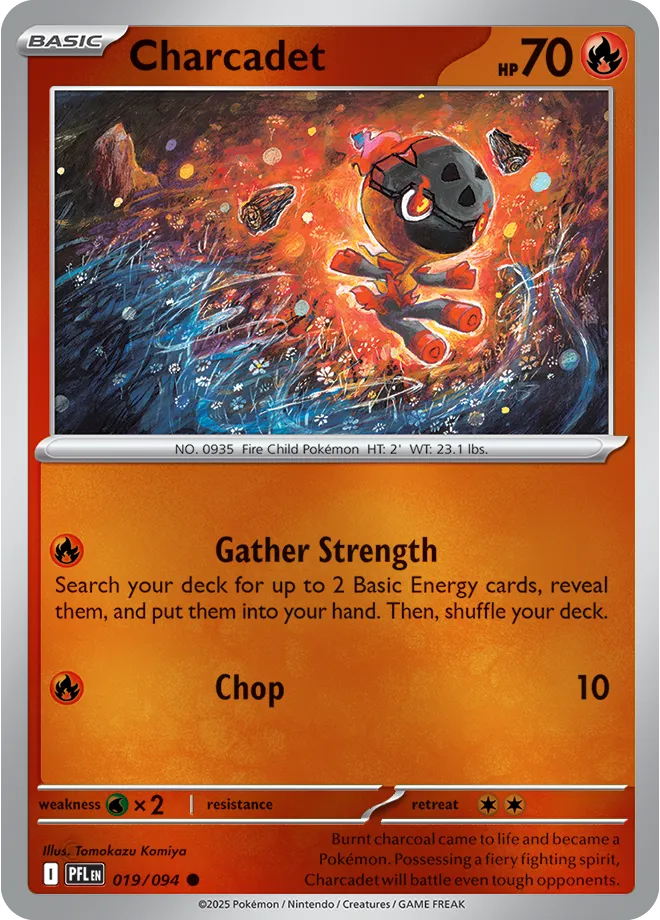 BASIC
Charcadet
HP 70
NO. 0935 Fire Child Pokémon HT: 2' WT: 23.1 lbs.
Gather Strength
Search your deck for up to 2 Basic Energy cards, reveal
them, and put them into your hand. Then, shuffle your deck.
Chop 10
weakness ×2 resistance retreat
Illus. Tomokazu Komiya
Burnt charcoal came to life and became a
Pokémon. Possessing a fiery fighting spirit,
Charcadet will battle even tough opponents.
I PFL EN 019/094
©2025 Pokémon / Nintendo / Creatures / GAME FREAK